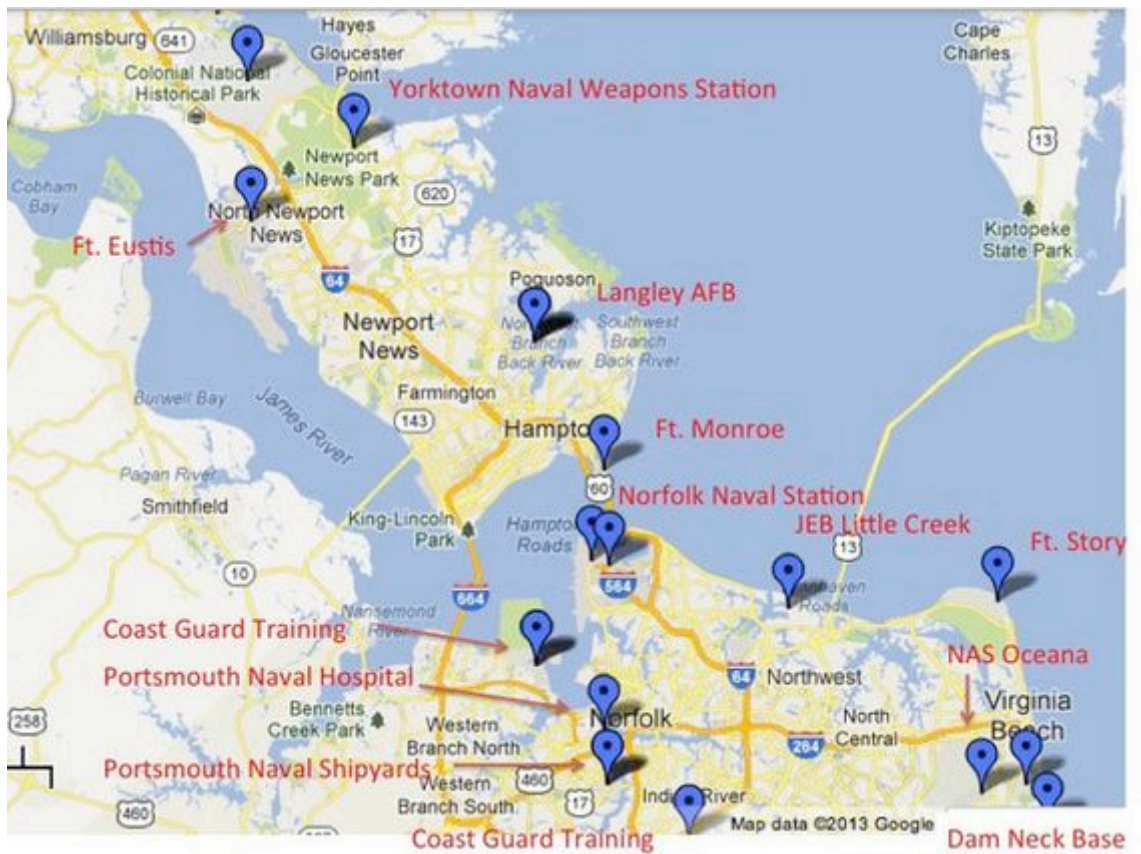 Hayes
Cape
Charles
Williamsburg
641
Gloucester
Point
Colonial National
Historical Park
Yorktown Naval Weapons Station
13
Newport
News Park
Cobham
Bay
620
North Newport
News
Ft. Eustis
17
Kiptopeke
State Park
64
Poquoson
Langley AFB
Newport
News
Southwest
Branch
Branch
Back River
Back River
Farmington
Burwell Bay
James River
143
Hampto
Ft. Monroe
Pagan River
Smithfield
60
Norfolk Naval Station
King-Lincoln
Park
Hampton
Roads
JEB Little Creek
13
Ft. Story
10
564
664
Roads
Nansemond
River
Coast Guard Training
NAS Oceana
Portsmouth Naval Hospital
64
Northwest
258
Bennetts
Creek Park
Western
Branch North
Norfolk
North
Central
Virginia
Beach
264
Portsmouth Naval Shipyards
Western
Branch South
460
460
17
Indian River
Map data ©2013 Google
Coast Guard Training
Dam Neck Base